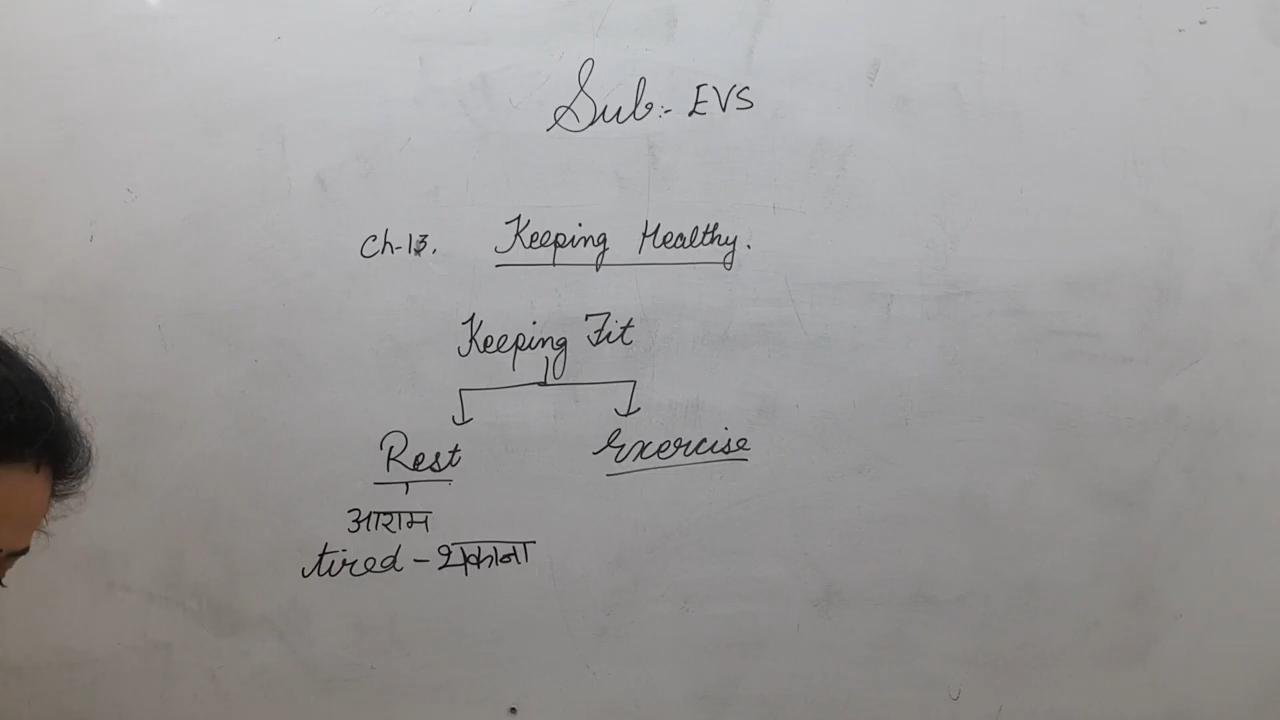 Sub:- EVS
Ch-13. Keeping Healthy.
Keeping Fit
Rest Exercise
आराम
tired - थकाना